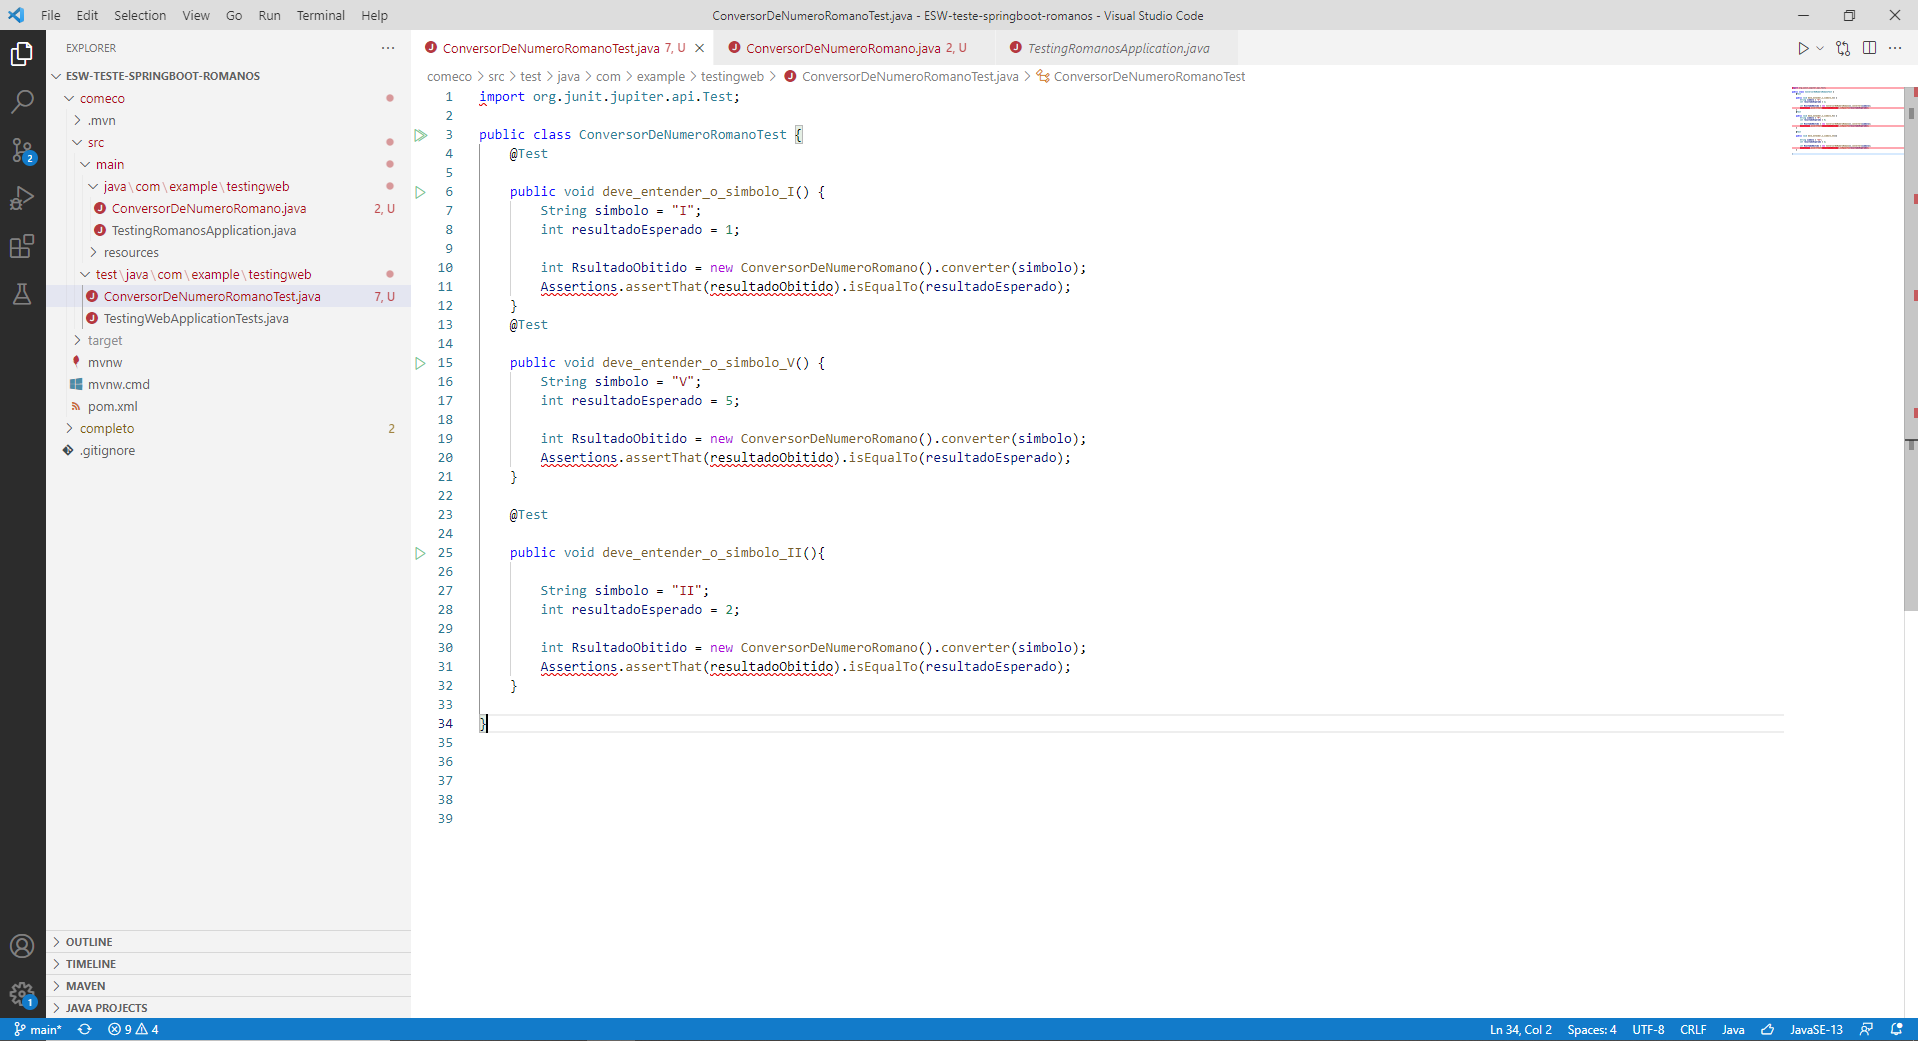 File Edit Selection View Go Run Terminal Help
ConversorDeNumeroRomanoTest.java - ESW-teste-springboot-romanos - Visual Studio Code
EXPLORER
ESW-TESTE-SPRINGBOOT-ROMANOS
comeco
.mvn
src
main
java\com\example\testingweb
ConversorDeNumeroRomano.java 2, U
TestingRomanosApplication.java
resources
test\java\com\example\testingweb
ConversorDeNumeroRomanoTest.java 7, U
TestingWebApplicationTests.java
target
mvnw
mvnw.cmd
pom.xml
completo 2
.gitignore
OUTLINE
TIMELINE
MAVEN
JAVA PROJECTS
2
1
ConversorDeNumeroRomanoTest.java 7, U
ConversorDeNumeroRomano.java 2, U
TestingRomanosApplication.java
comeco > src > test > java > com > example > testingweb > ConversorDeNumeroRomanoTest.java > ConversorDeNumeroRomanoTest
1 import org.junit.jupiter.api.Test;
2
3 public class ConversorDeNumeroRomanoTest {
4 @Test
5
6 public void deve_entender_o_simbolo_I() {
7 String simbolo = "I";
8 int resultadoEsperado = 1;
9
10 int RsultadoObitido = new ConversorDeNumeroRomano().converter(simbolo);
11 Assertions.assertThat(resultadoObitido).isEqualTo(resultadoEsperado);
12 }
13 @Test
14
15 public void deve_entender_o_simbolo_V() {
16 String simbolo = "V";
17 int resultadoEsperado = 5;
18
19 int RsultadoObitido = new ConversorDeNumeroRomano().converter(simbolo);
20 Assertions.assertThat(resultadoObitido).isEqualTo(resultadoEsperado);
21 }
22
23 @Test
24
25 public void deve_entender_o_simbolo_II(){
26
27 String simbolo = "II";
28 int resultadoEsperado = 2;
29
30 int RsultadoObitido = new ConversorDeNumeroRomano().converter(simbolo);
31 Assertions.assertThat(resultadoObitido).isEqualTo(resultadoEsperado);
32 }
33
34 }
35
36
37
38
39
main* 9 4
Ln 34, Col 2 Spaces: 4 UTF-8 CRLF Java JavaSE-13